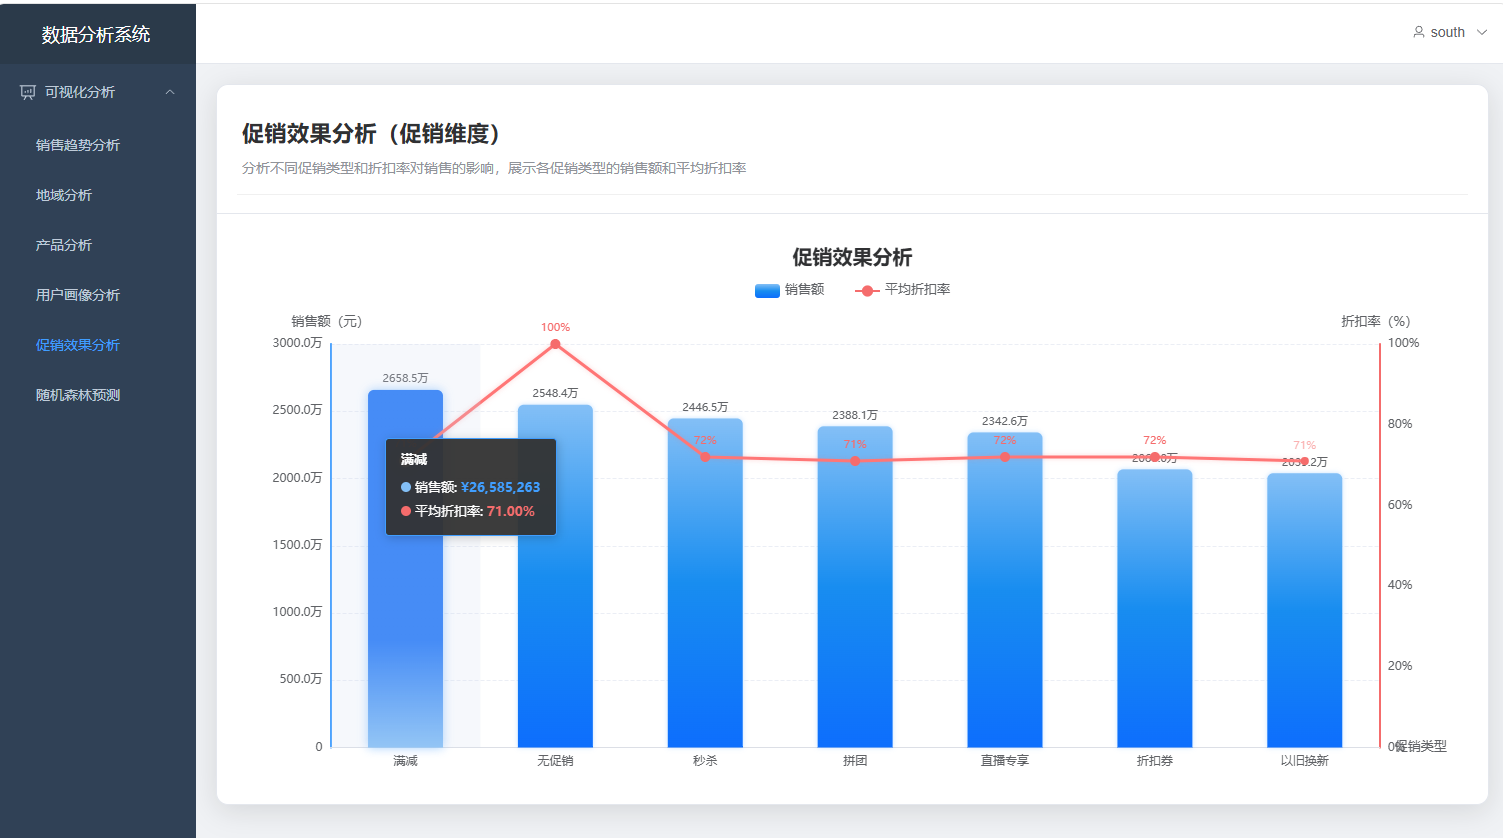 数据分析系统
south
可视化分析
销售趋势分析
地域分析
产品分析
用户画像分析
促销效果分析
随机森林预测
促销效果分析（促销维度）
分析不同促销类型和折扣率对销售的影响，展示各促销类型的销售额和平均折扣率
促销效果分析
销售额 平均折扣率
销售额（元）
折扣率（%）
3000.0万
2500.0万
2000.0万
1500.0万
1000.0万
500.0万
0
100%
80%
60%
40%
20%
0%
2658.5万
2548.4万
2446.5万
2388.1万
2342.6万
100%
72%
71%
72%
72%
71%
满减
销售额: ¥26,585,263
平均折扣率: 71.00%
满减 无促销 秒杀 拼团 直播专享 折扣券 以旧换新
促销类型